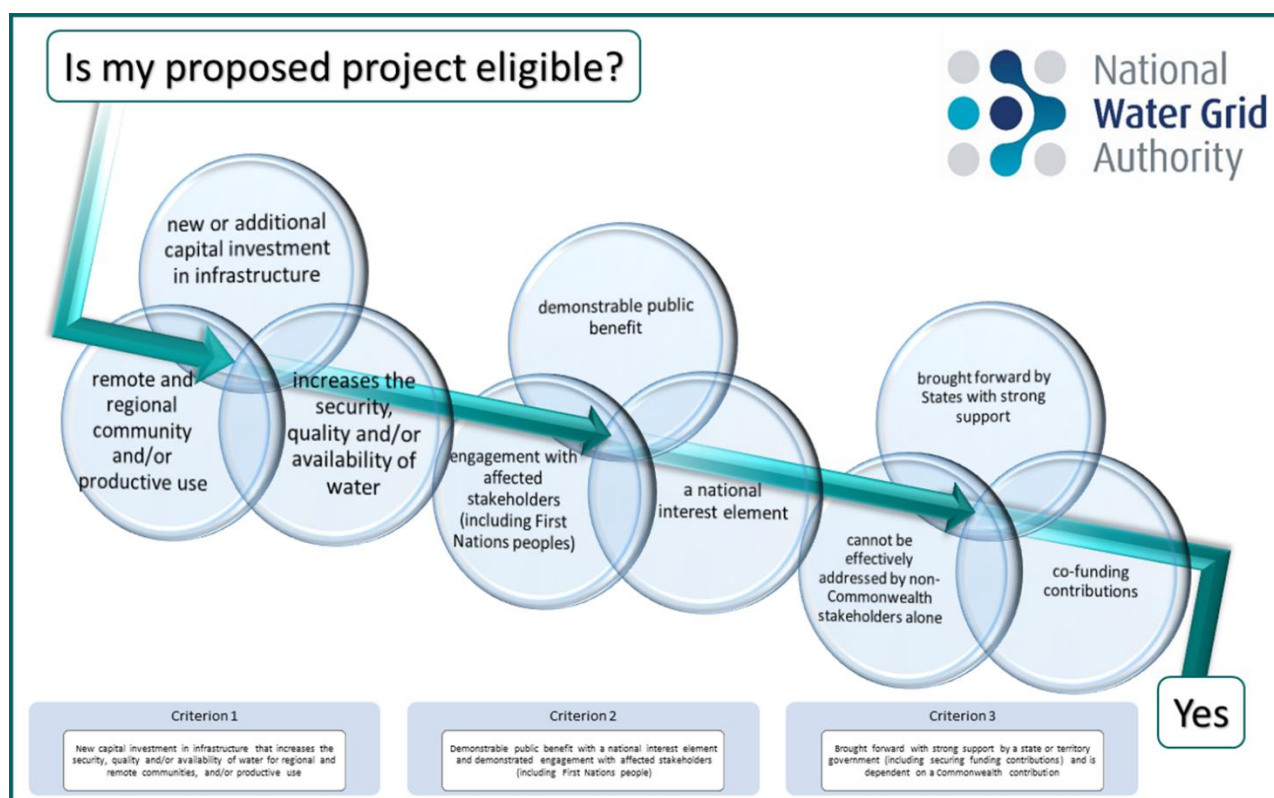 Is my proposed project eligible?
National
Water Grid
Authority
new or additional
capital investment
in infrastructure
remote and
regional
community
and/or
productive use
increases the
security,
quality and/or
availability of
water
demonstrable public
benefit
engagement with
affected
stakeholders
(including First
Nations peoples)
a national
interest element
brought forward by
States with strong
support
cannot be
effectively
addressed by non-
Commonwealth
stakeholders alone
co-funding
contributions
Yes
Criterion 1
New capital investment in infrastructure that increases the
security, quality and/or availability of water for regional and
remote communities, and/or productive use
Criterion 2
Demonstrable public benefit with a national interest element
and demonstrated engagement with affected stakeholders
(including First Nations people)
Criterion 3
Brought forward with strong support by a state or territory
government (including securing funding contributions) and is
dependent on a Commonwealth contribution